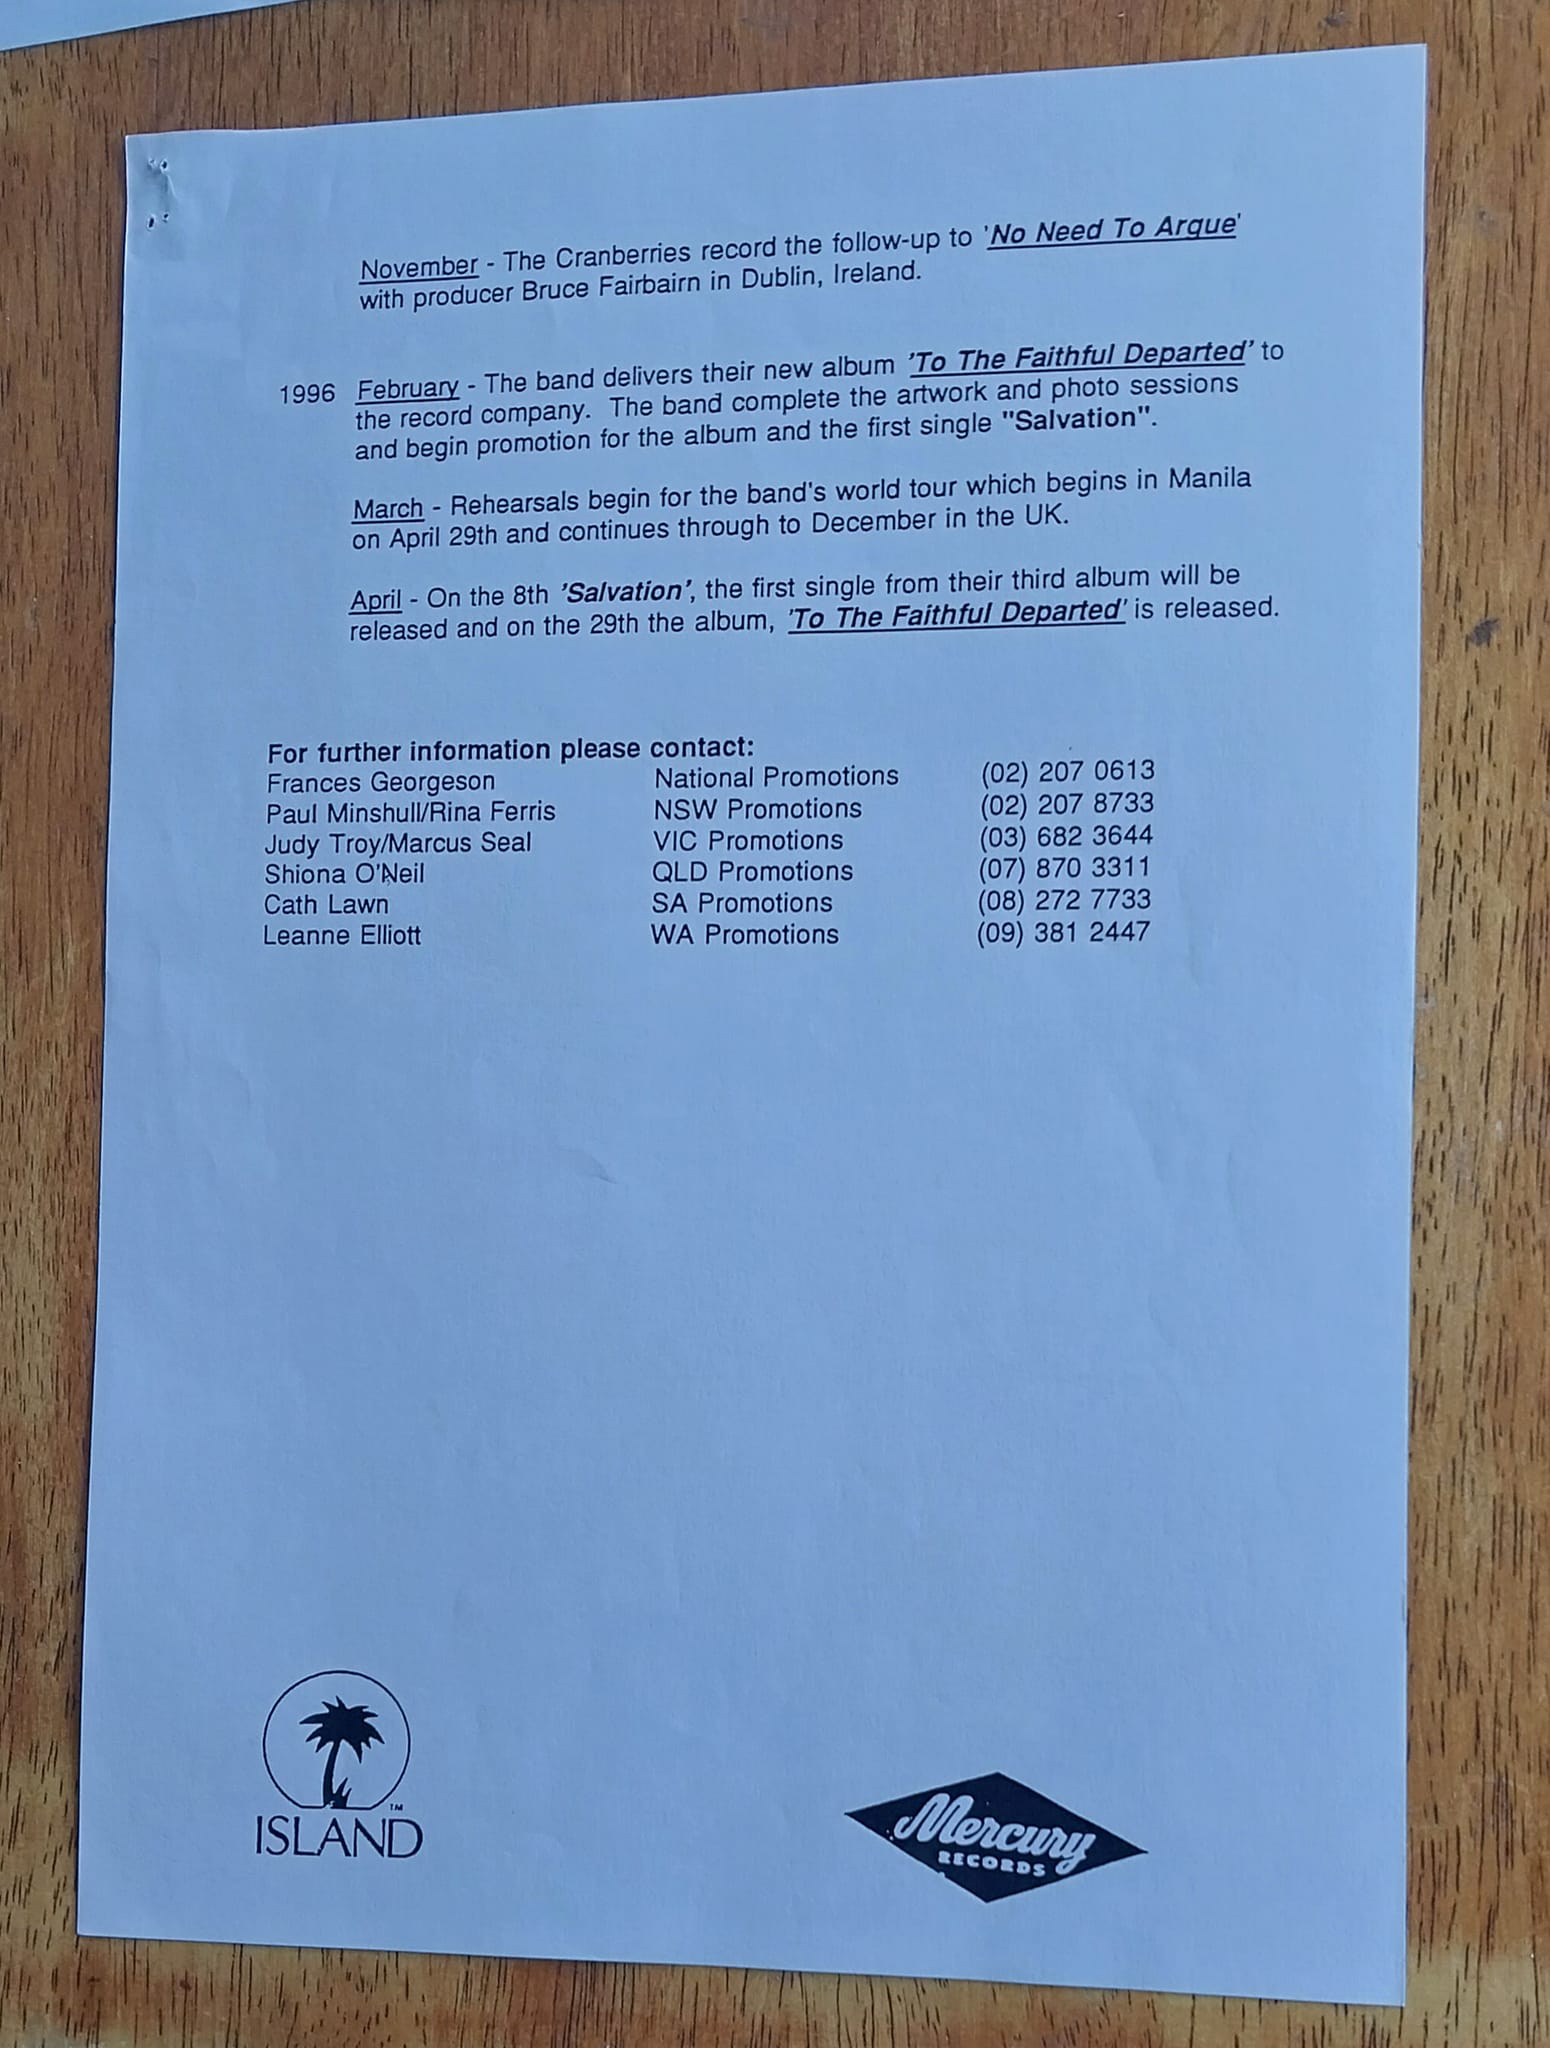 November - The Cranberries record the follow-up to 'No Need To Argue'
with producer Bruce Fairbairn in Dublin, Ireland.
1996 February - The band delivers their new album 'To The Faithful Departed' to
the record company. The band complete the artwork and photo sessions
and begin promotion for the album and the first single "Salvation".
March - Rehearsals begin for the band's world tour which begins in Manila
on April 29th and continues through to December in the UK.
April - On the 8th 'Salvation', the first single from their third album will be
released and on the 29th the album, 'To The Faithful Departed' is released.
For further information please contact:
Frances Georgeson National Promotions (02) 207 0613
Paul Minshull/Rina Ferris NSW Promotions (02) 207 8733
Judy Troy/Marcus Seal VIC Promotions (03) 682 3644
Shiona O'Neil QLD Promotions (07) 870 3311
Cath Lawn SA Promotions (08) 272 7733
Leanne Elliott WA Promotions (09) 381 2447
TM
ISLAND
Mercury
RECORDS